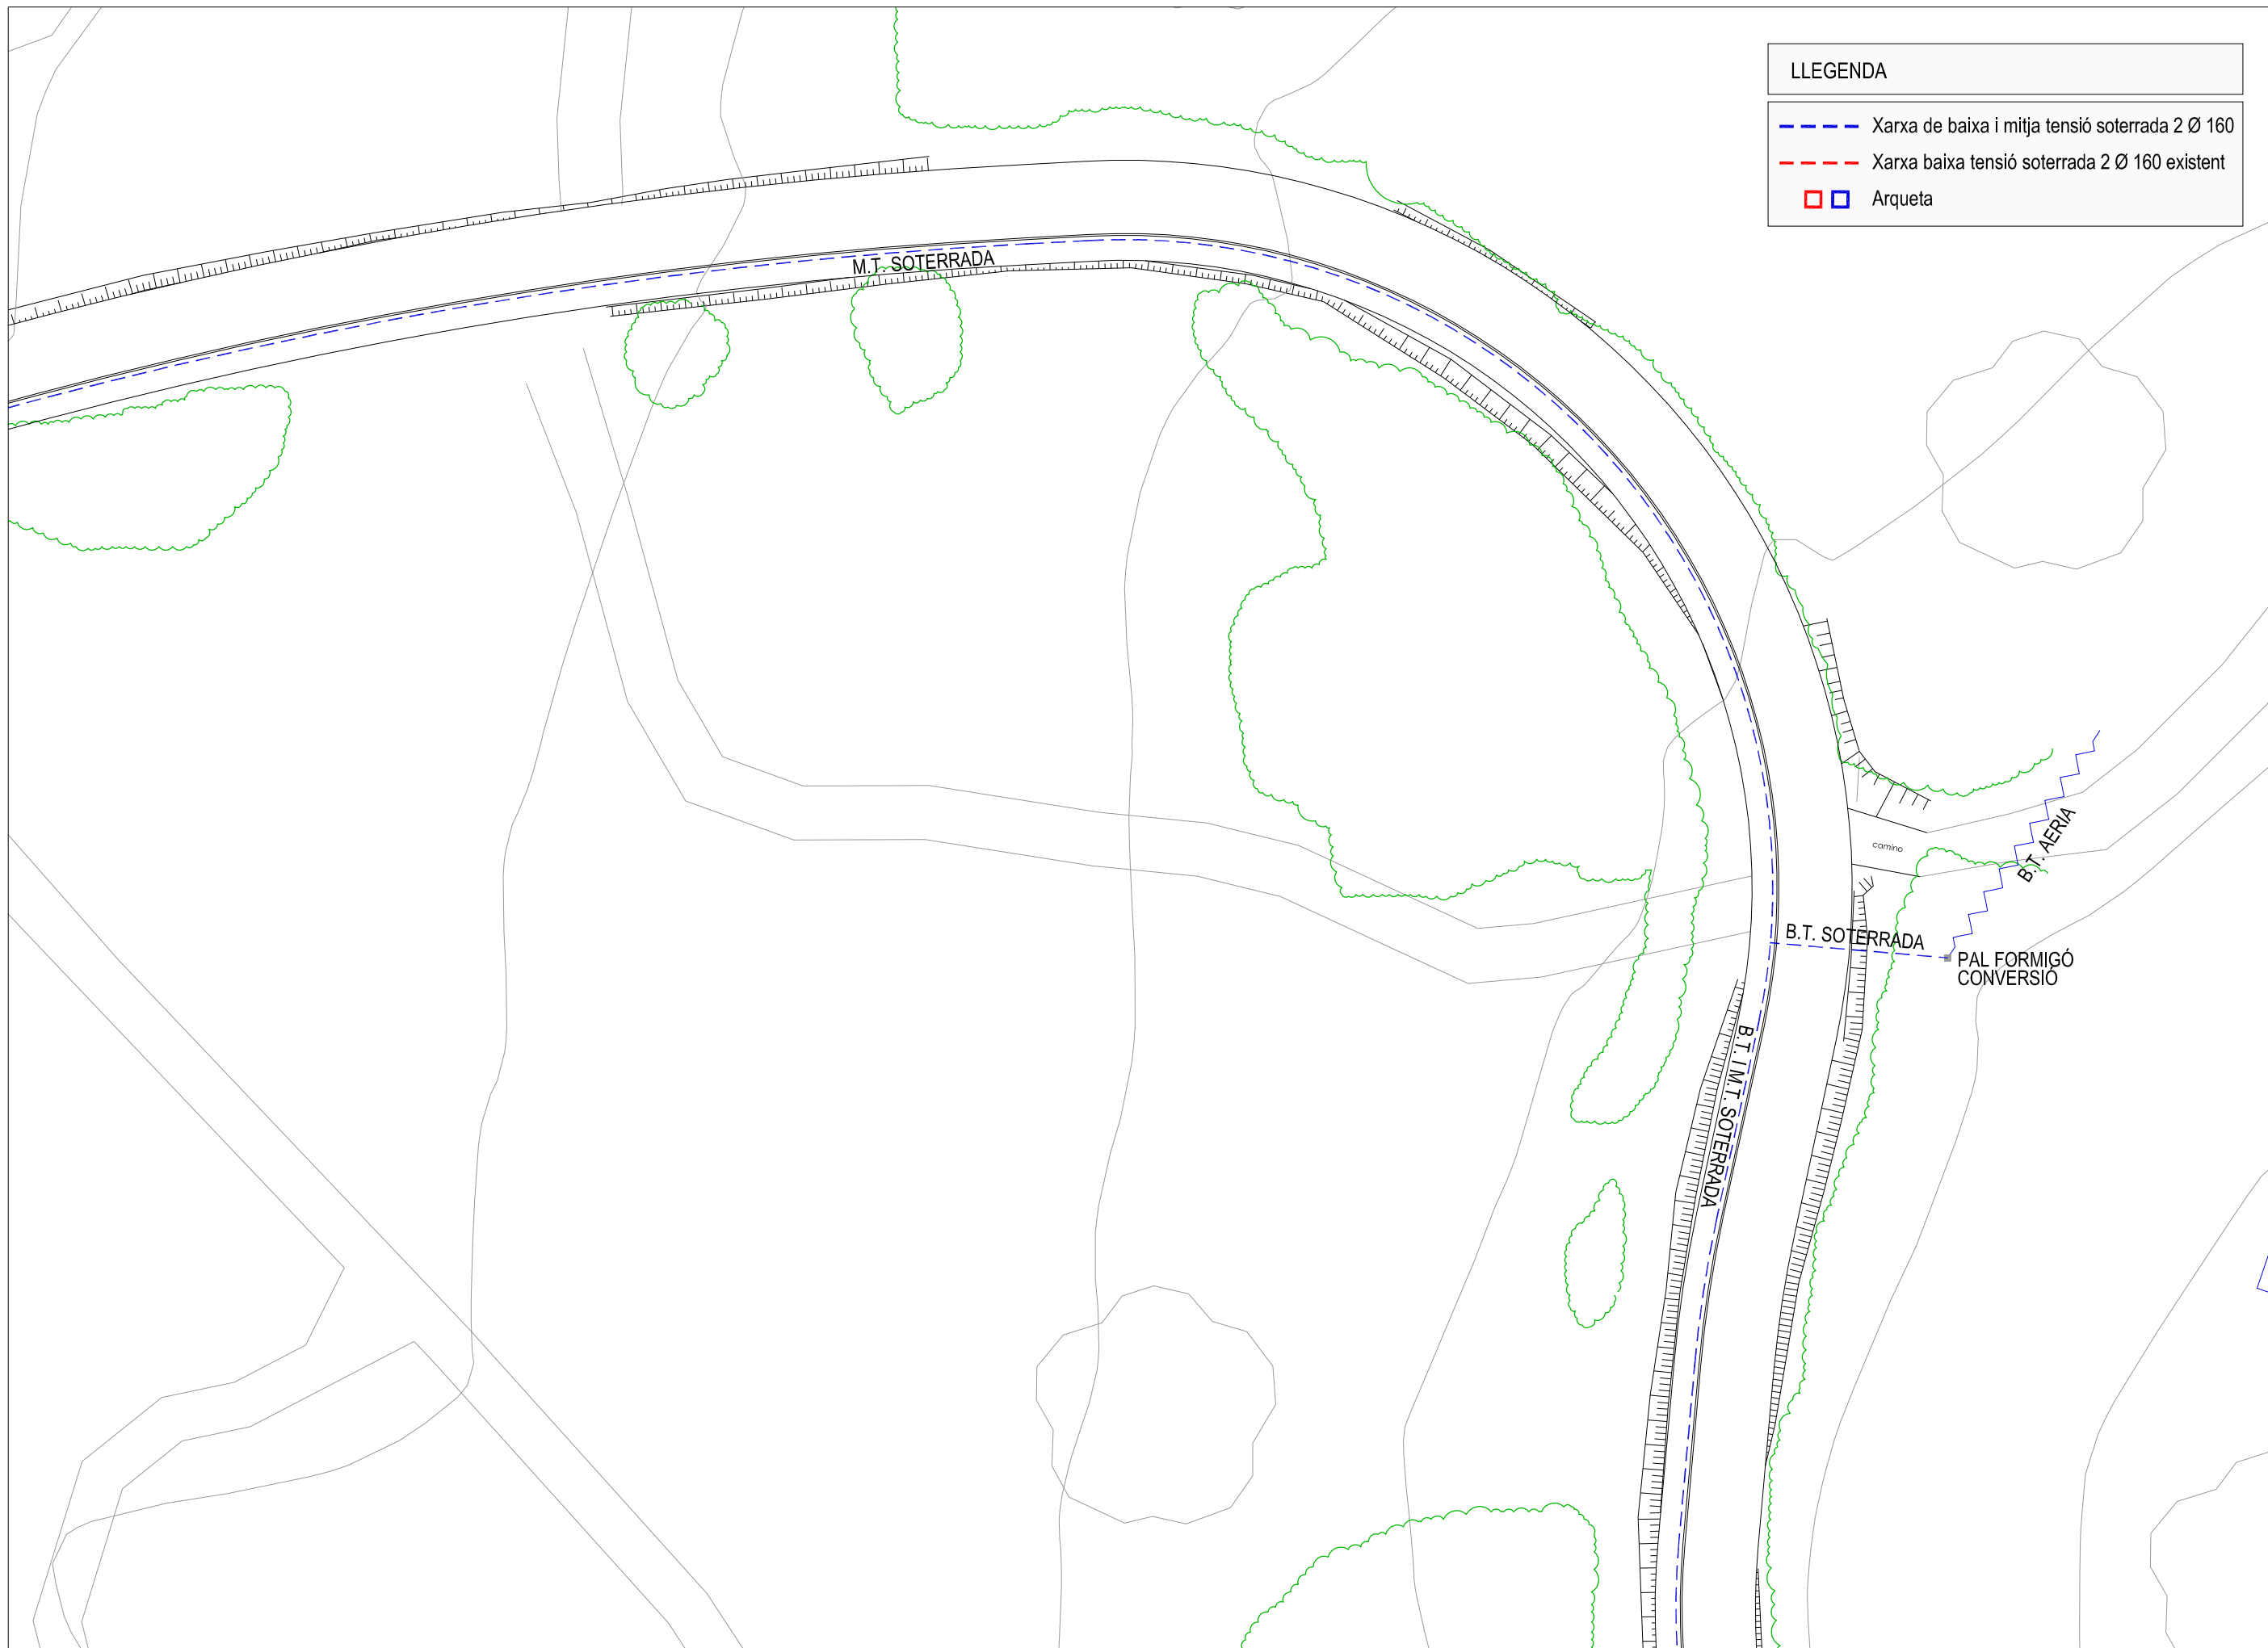 LLEGENDA
Xarxa de baixa i mitja tensió soterrada 2 Ø 160
Xarxa baixa tensió soterrada 2 Ø 160 existent
Arqueta
M.T. SOTERRADA
camino
B.T. AERIA
B.T. SOTERRADA
PAL FORMIGÓ
CONVERSIÓ
B.T. I M.T. SOTERRADA